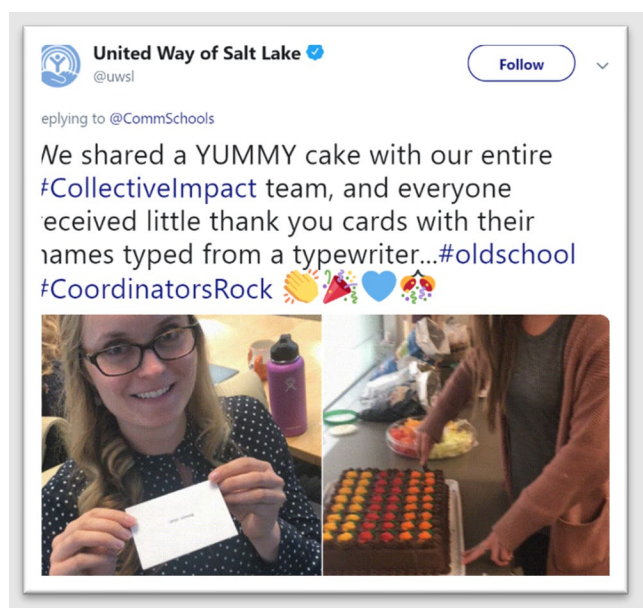 United Way of Salt Lake
@uwsl
Follow
eplying to @CommSchools
We shared a YUMMY cake with our entire
#CollectiveImpact team, and everyone
eceived little thank you cards with their
names typed from a typewriter...#oldschool
#CoordinatorsRock